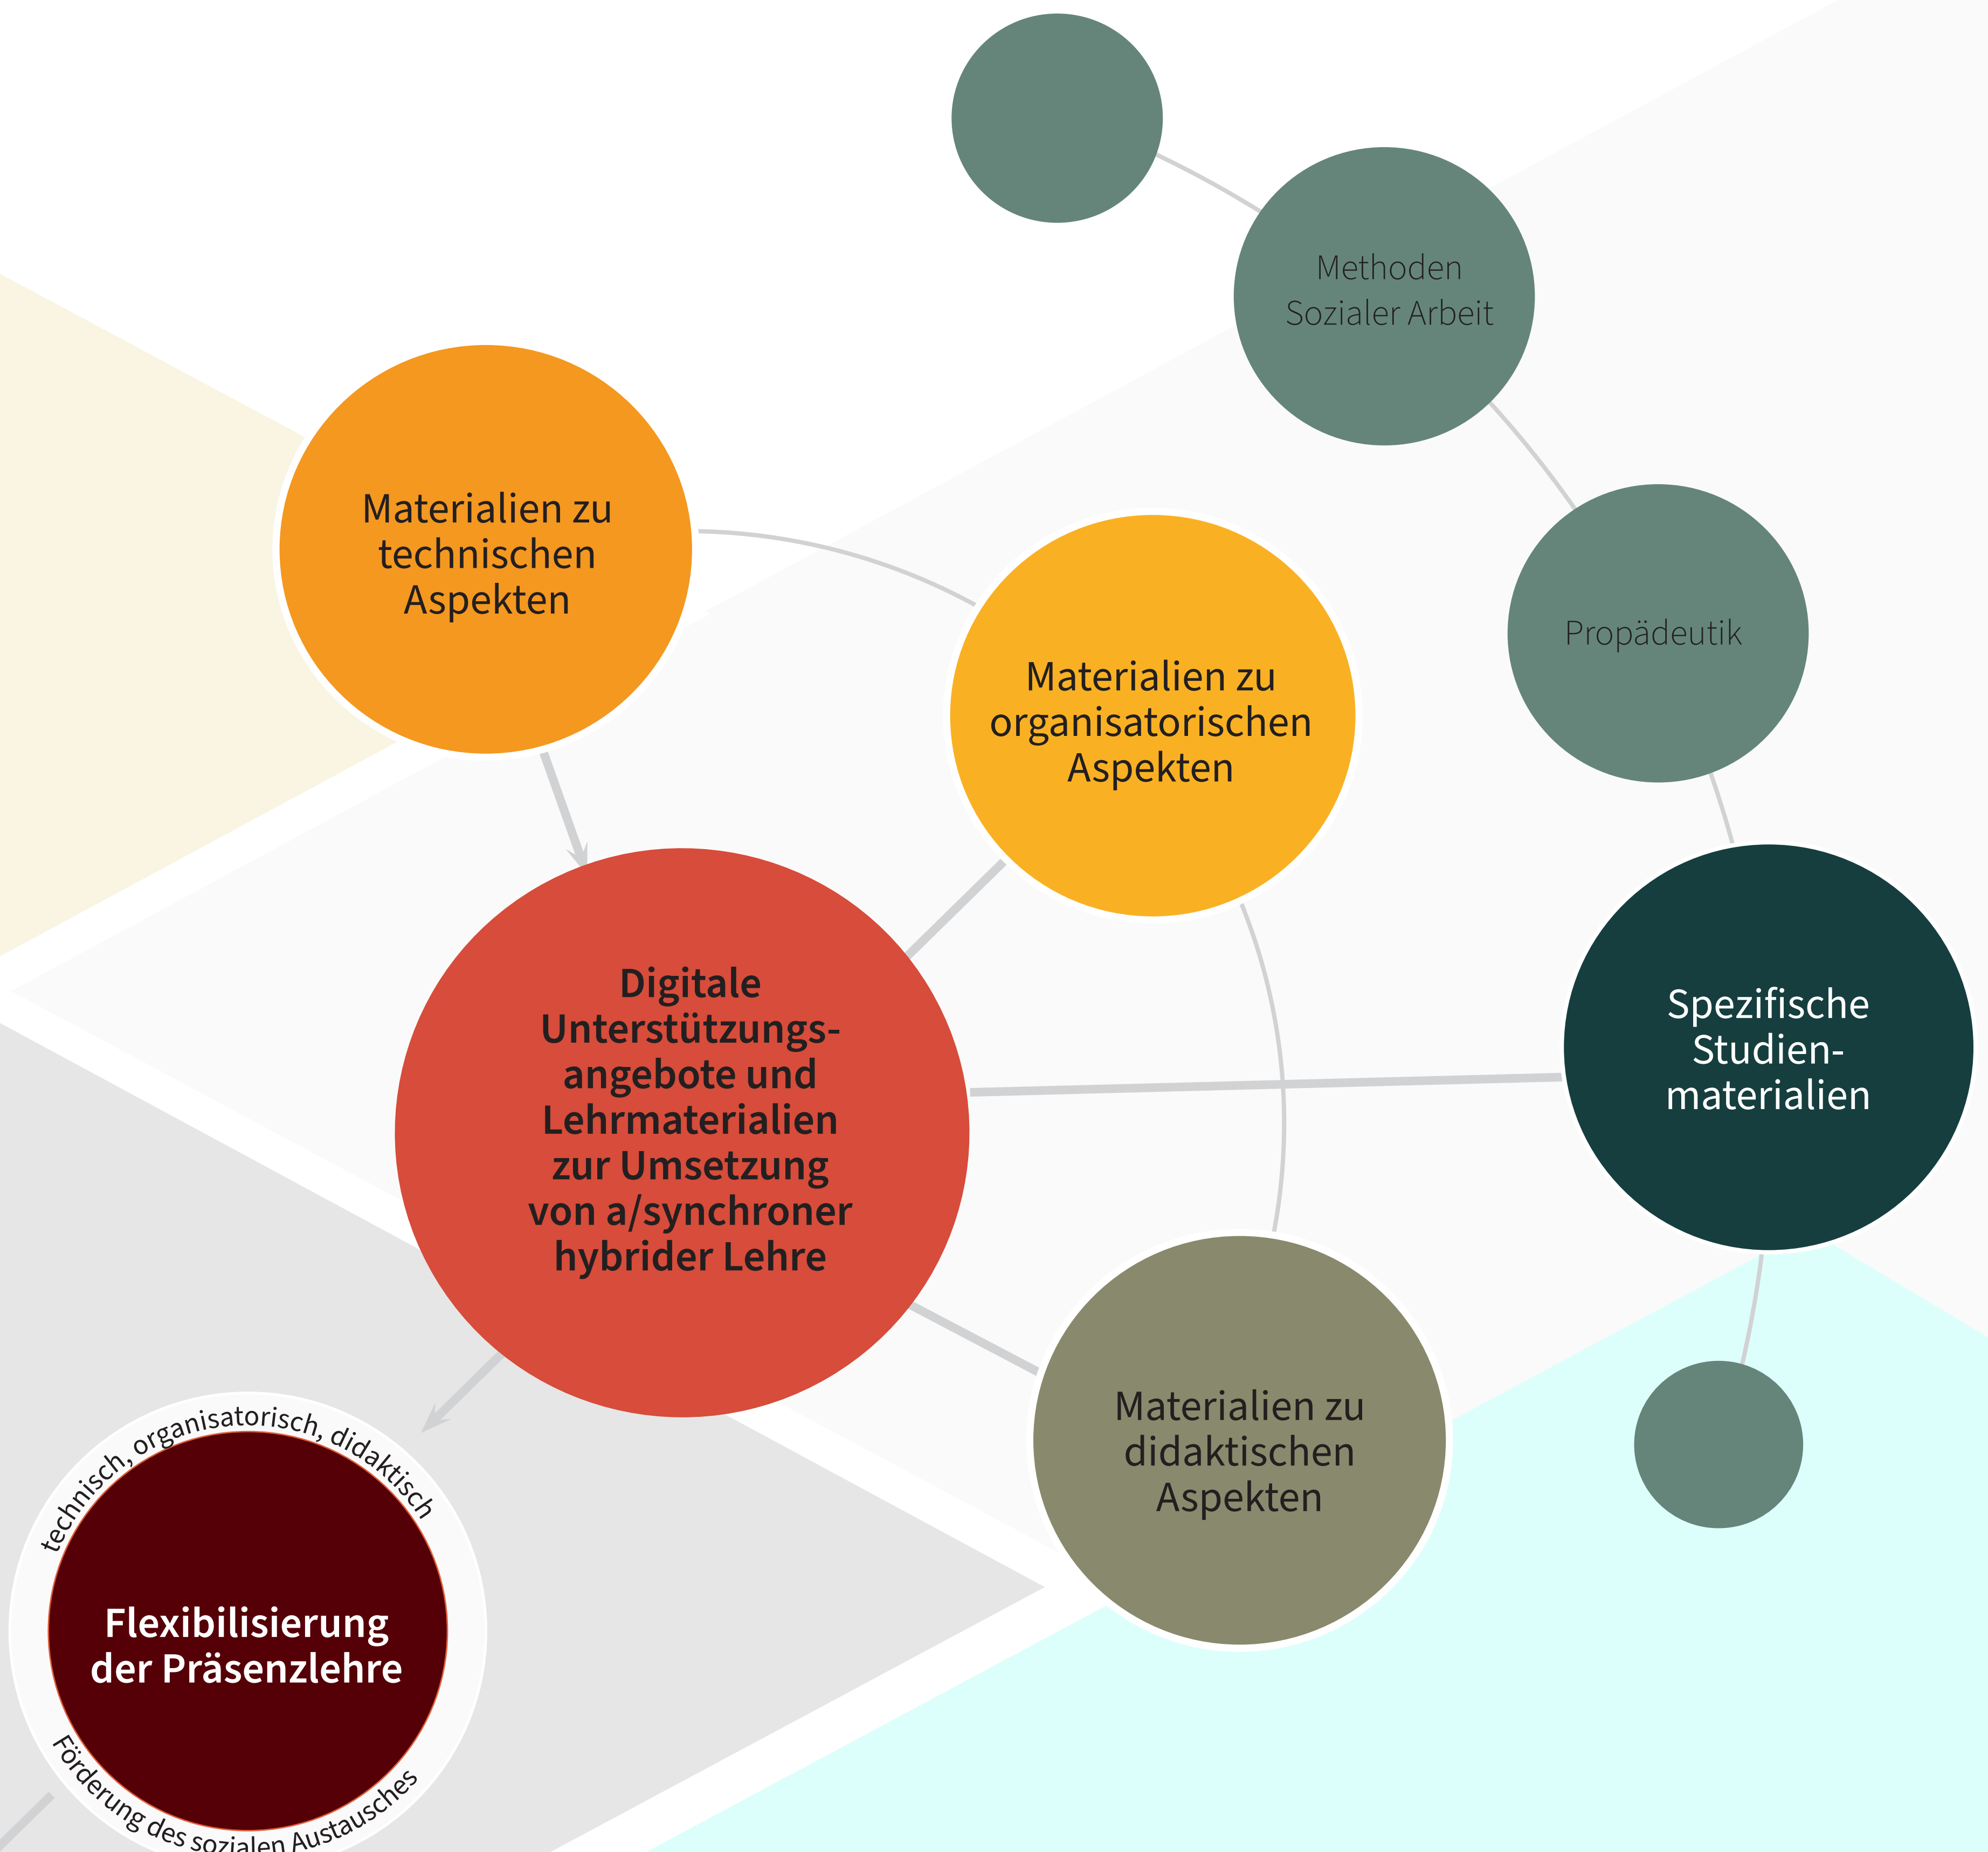 Methoden
Sozialer Arbeit
Materialien zu
technischen
Aspekten
Propädeutik
Materialien zu
organisatorischen
Aspekten
Digitale
Unterstützungs-
angebote und
Lehrmaterialien
zur Umsetzung
von a/synchroner
hybrider Lehre
Spezifische
Studien-
materialien
Materialien zu
didaktischen
Aspekten
technisch, organisatorisch, didaktisch
Flexibilisierung
der Präsenzlehre
Förderung des sozialen Austausches